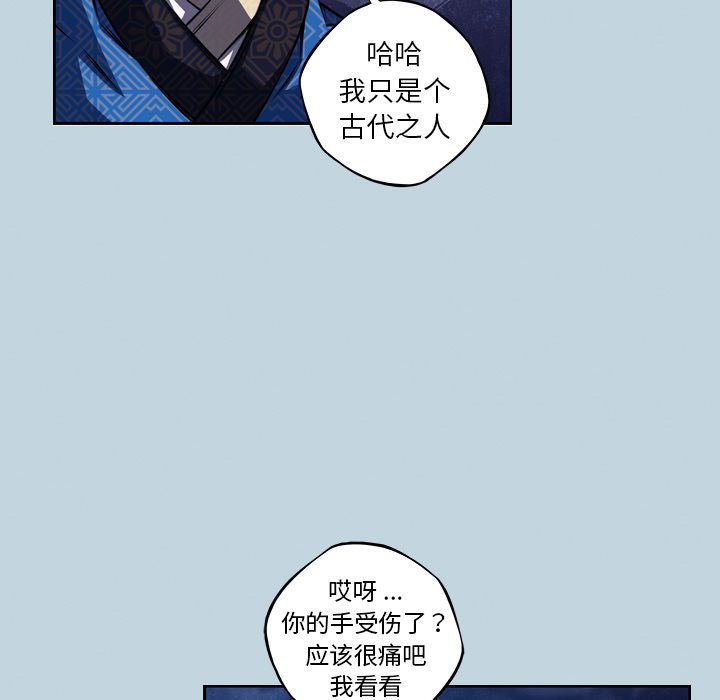 哈哈
我只是个
古代之人
哎呀...
你的手受伤了？
应该很痛吧
我看看